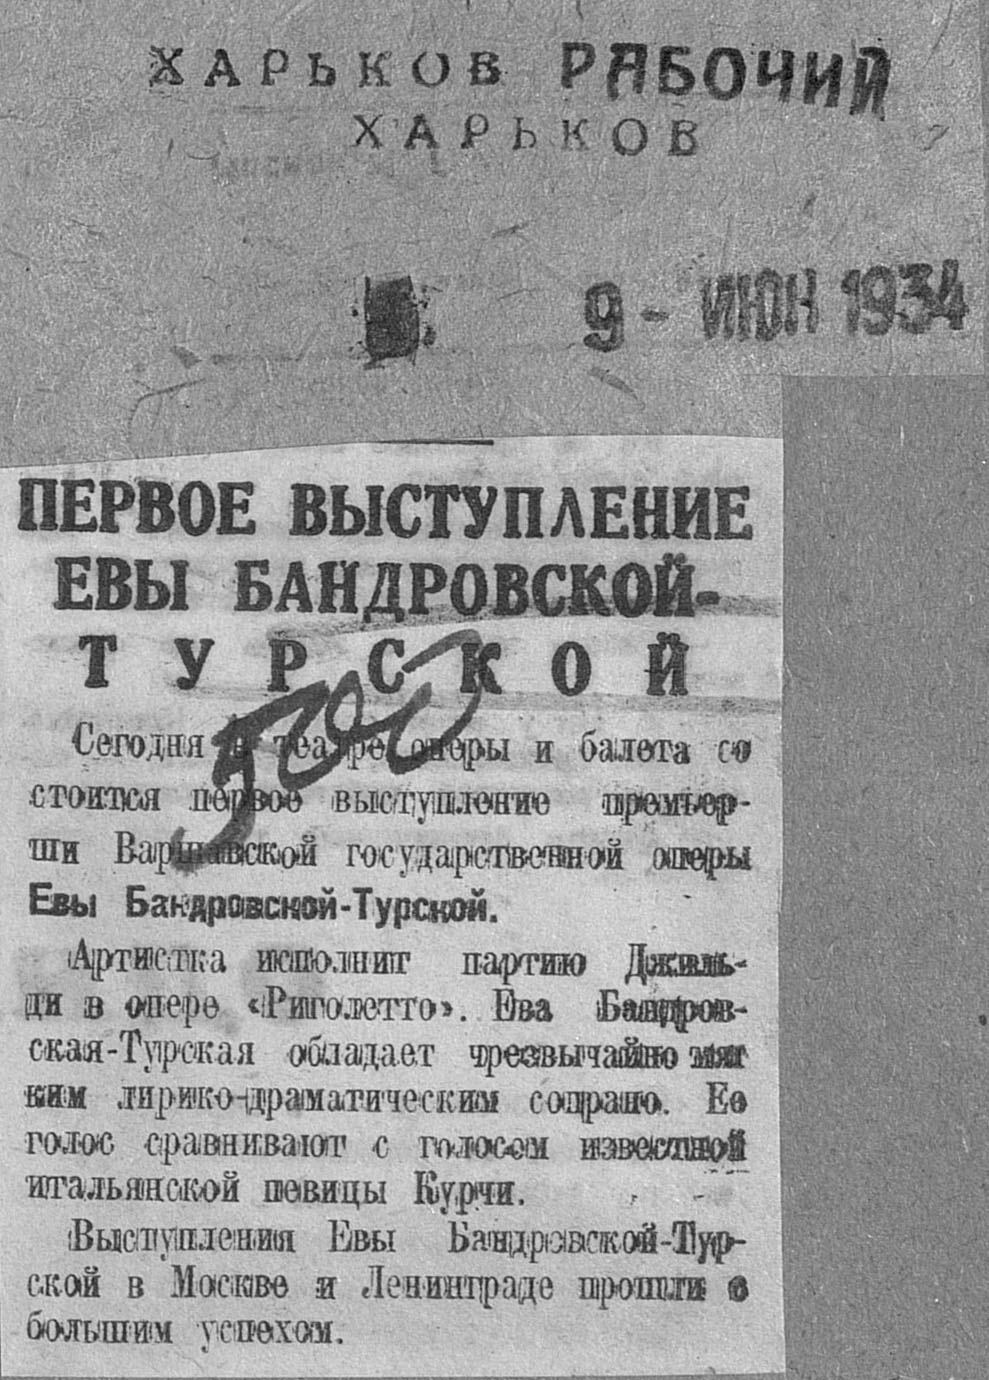 ХАРЬКОВ РАБОЧИЙ
ХАРЬКОВ
9- ИЮН 1934
ПЕРВОЕ ВЫСТУПЛЕНИЕ
ЕВЫ БАНДРОВСКОЙ-
ТУРСКОЙ
500
Сегодня в театре оперы и балета со
стоится первое выступление премьер-
ши Варшавской государственной оперы
Евы Бандровской-Турской.
Артистка исполнит партию Джиль-
ди в опере «Риголетто». Ева Бандров-
ская-Турская обладает чрезвычайно мяг
ким лирико-драматическим сопрано. Ее
голос сравнивают с голосом известной
итальянской певицы Курчи.
Выступления Евы Бандровской-Тур-
ской в Москве и Ленинграде прошли с
большим успехом.